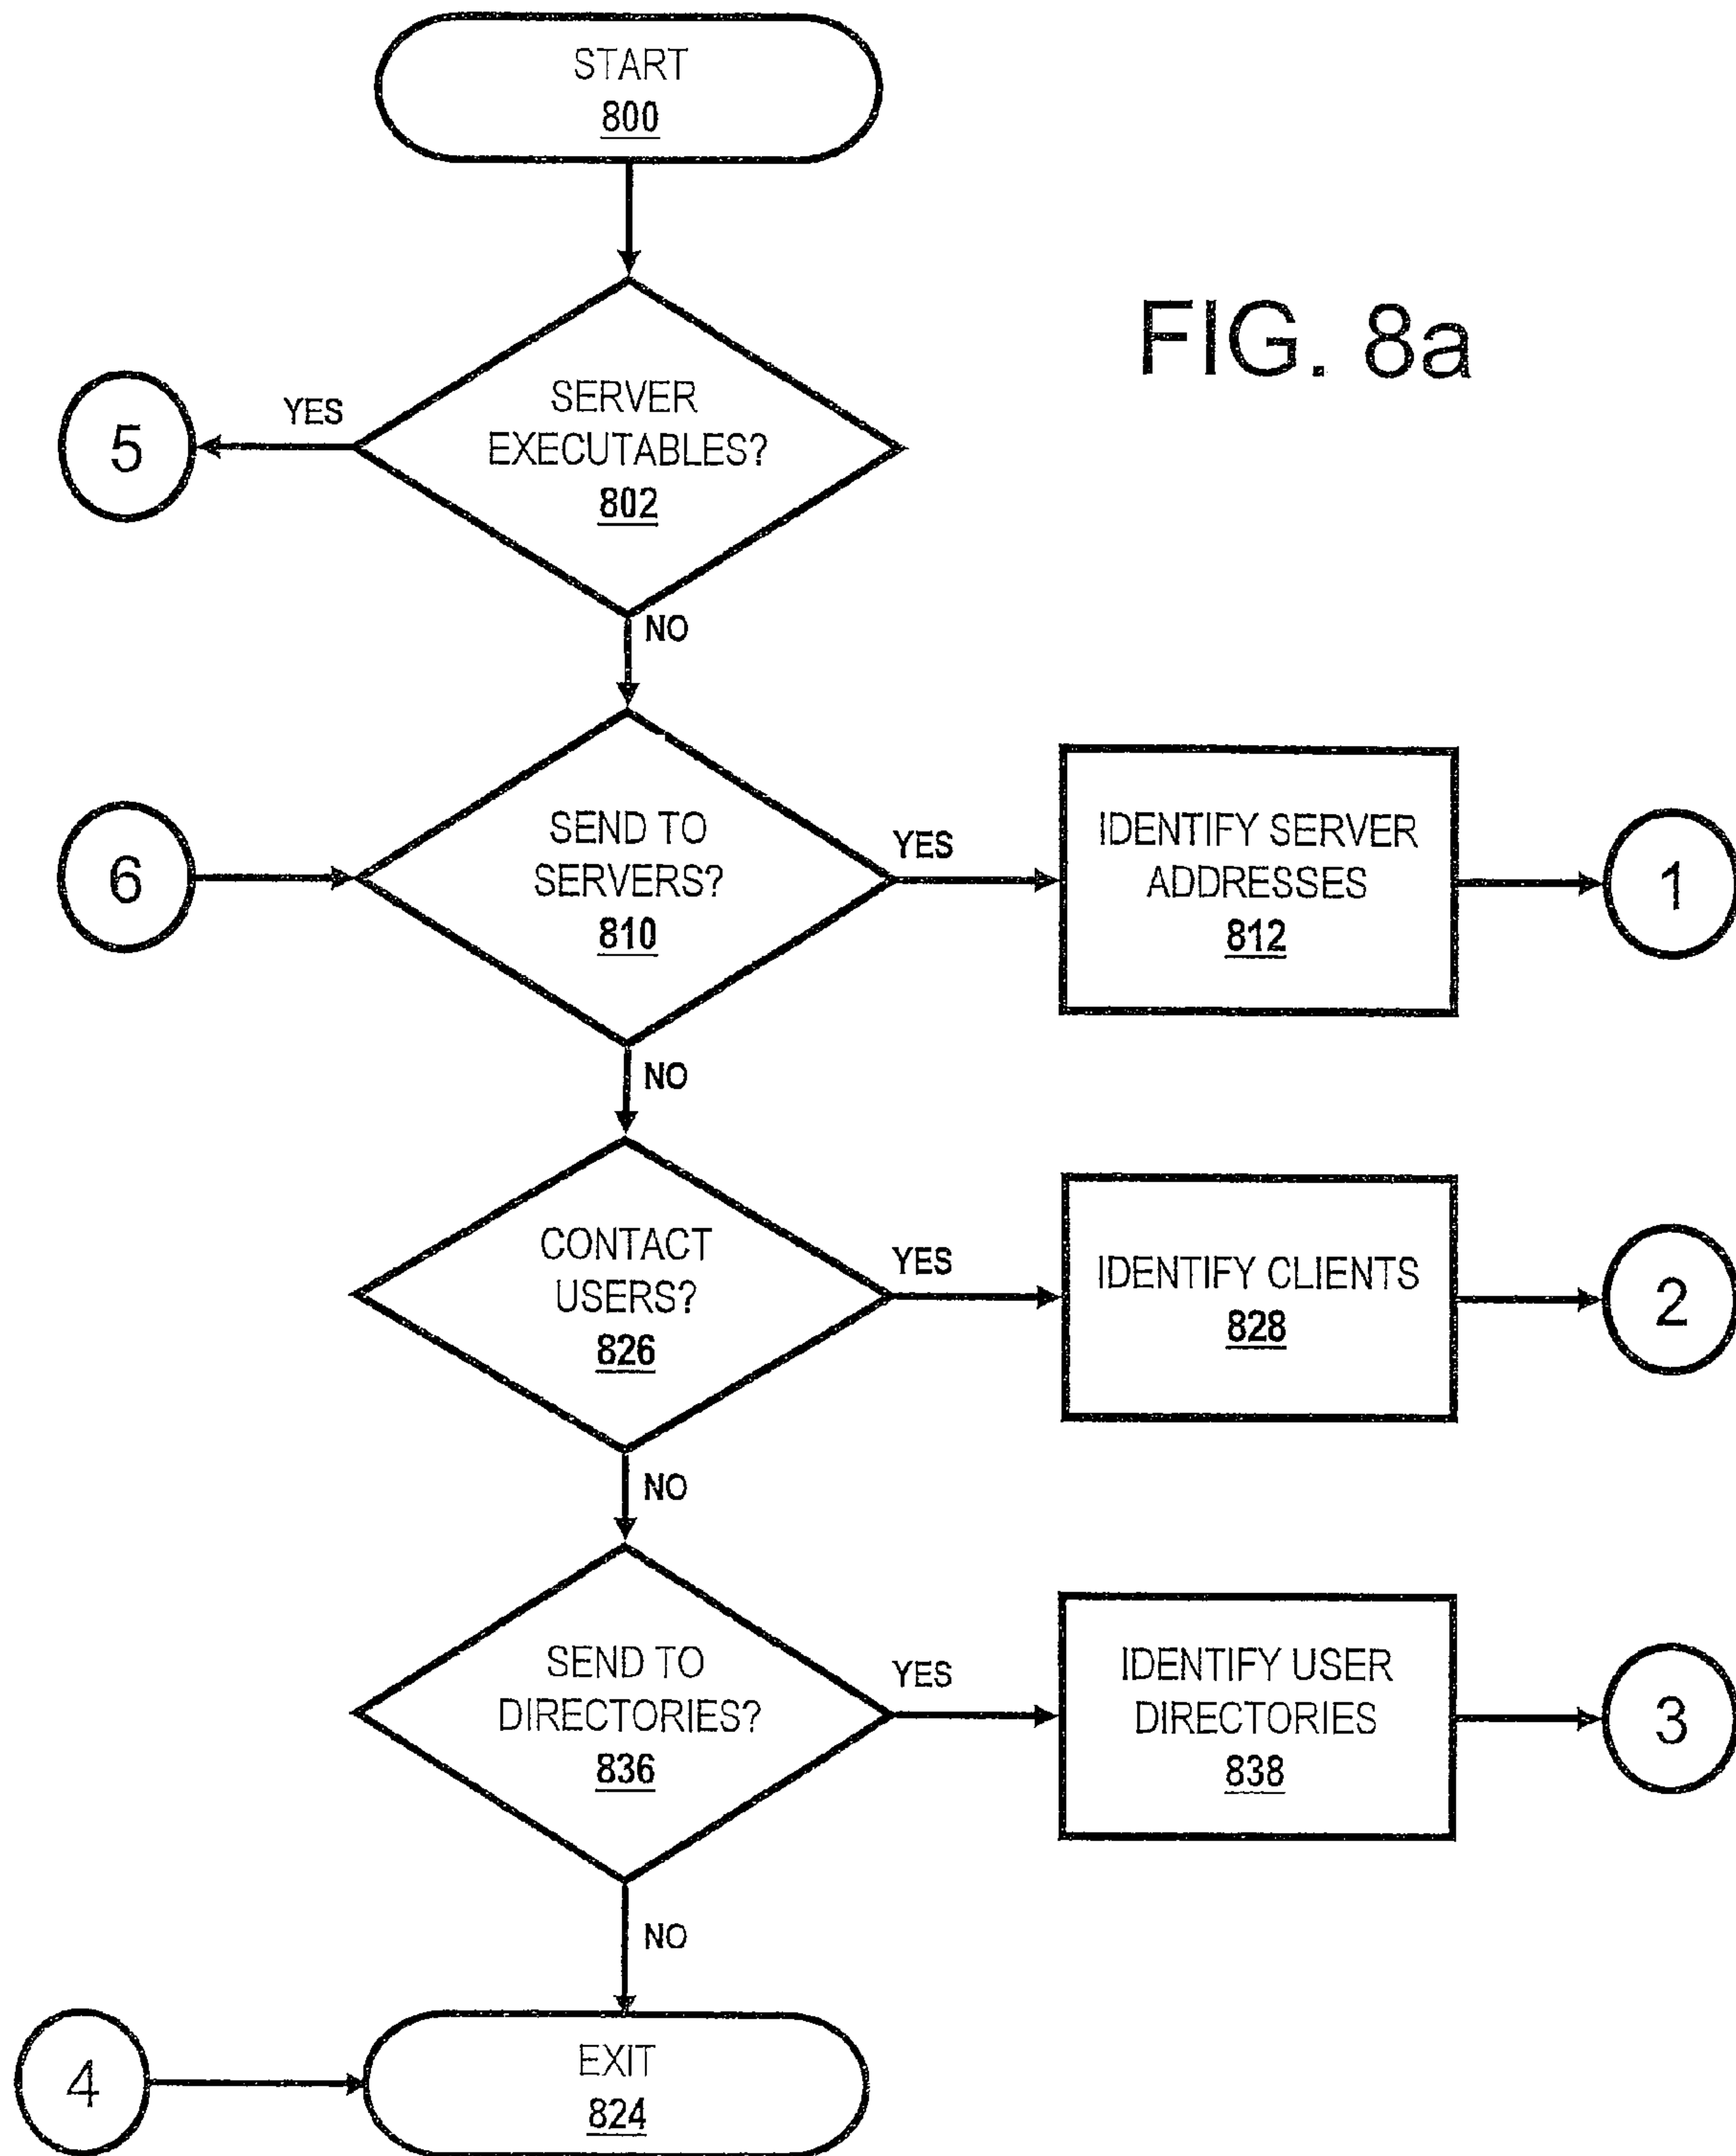 START
800
FIG. 8a
SERVER
EXECUTABLES?
802
YES
5
NO
6
SEND TO
SERVERS?
810
YES
IDENTIFY SERVER
ADDRESSES
812
1
NO
CONTACT
USERS?
826
YES
IDENTIFY CLIENTS
828
2
NO
SEND TO
DIRECTORIES?
836
YES
IDENTIFY USER
DIRECTORIES
838
3
NO
4
EXIT
824